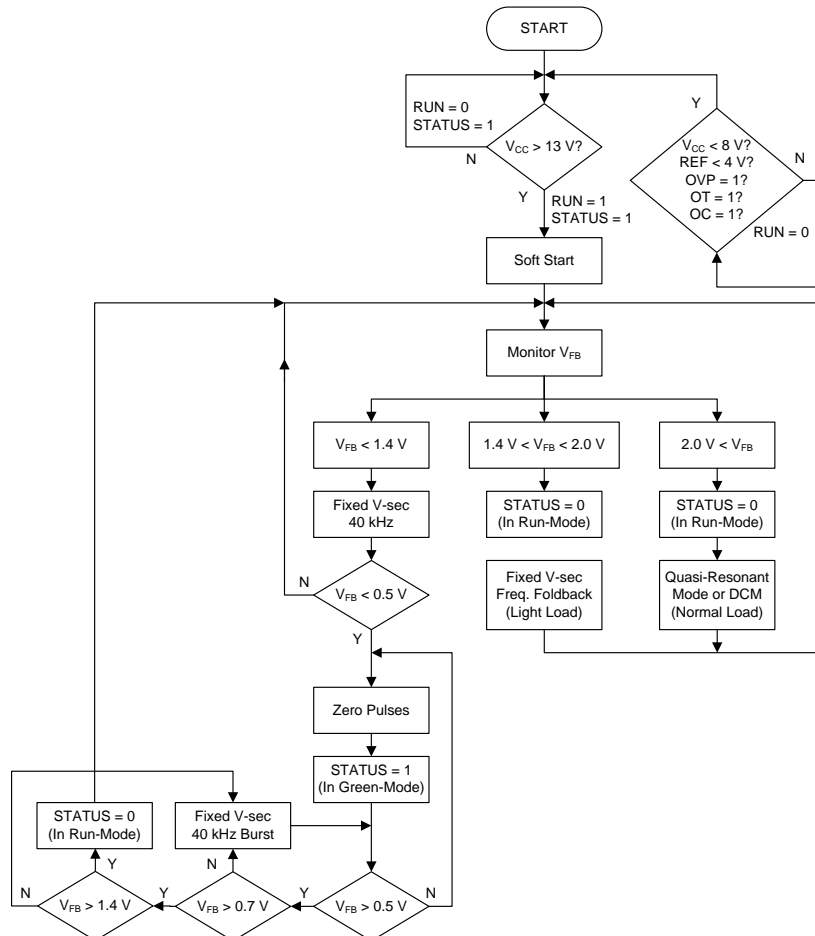 START
RUN = 0
STATUS = 1
V_CC > 13 V?
N
Y
RUN = 1
STATUS = 1
Y
V_CC < 8 V?
REF < 4 V?
OVP = 1?
OT = 1?
OC = 1?
N
RUN = 0
Soft Start
Monitor V_FB
V_FB < 1.4 V
1.4 V < V_FB < 2.0 V
2.0 V < V_FB
Fixed V-sec
40 kHz
STATUS = 0
(In Run-Mode)
STATUS = 0
(In Run-Mode)
N
V_FB < 0.5 V
Y
Fixed V-sec
Freq. Foldback
(Light Load)
Quasi-Resonant
Mode or DCM
(Normal Load)
Zero Pulses
STATUS = 1
(In Green-Mode)
STATUS = 0
(In Run-Mode)
Fixed V-sec
40 kHz Burst
N
Y
V_FB > 1.4 V
Y
N
V_FB > 0.7 V
Y
V_FB > 0.5 V
N